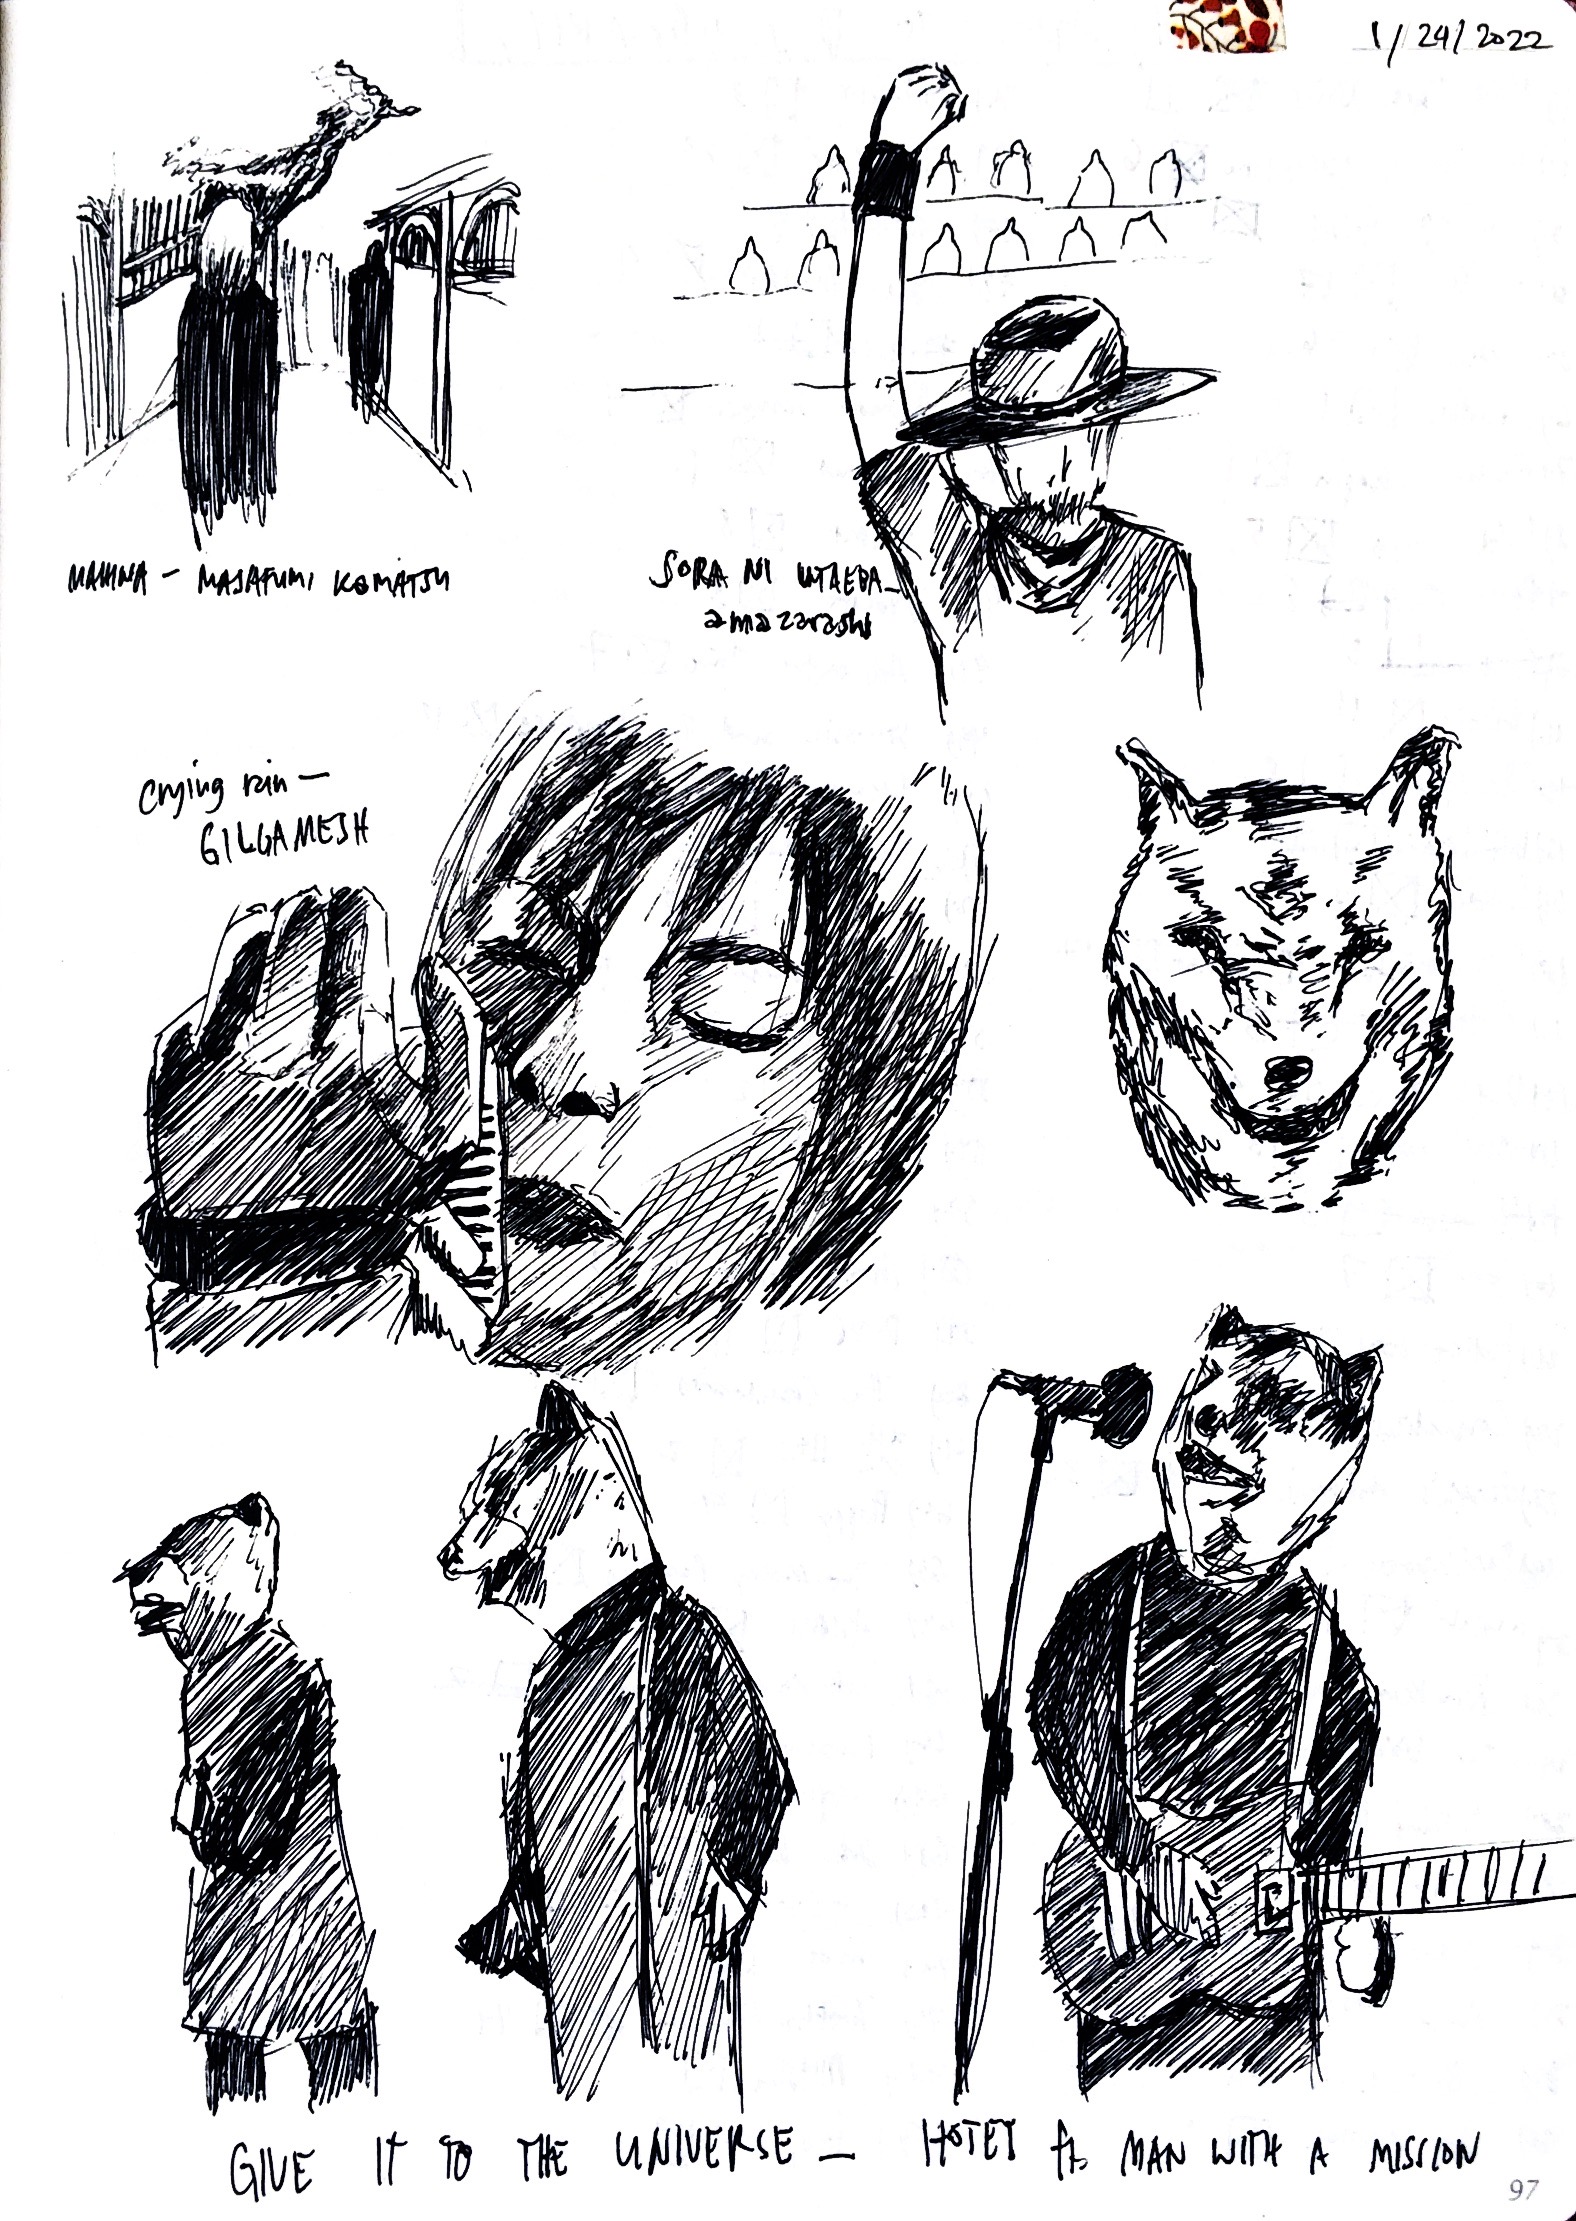 1/24/2022
MAHINA - MASAFUMI KOMATSU
SORA NI UTAEBA -
amazarashi
crying rain -
GILGAMESH
GIVE IT TO THE UNIVERSE - HOTEI ft. MAN WITH A MISSION
97